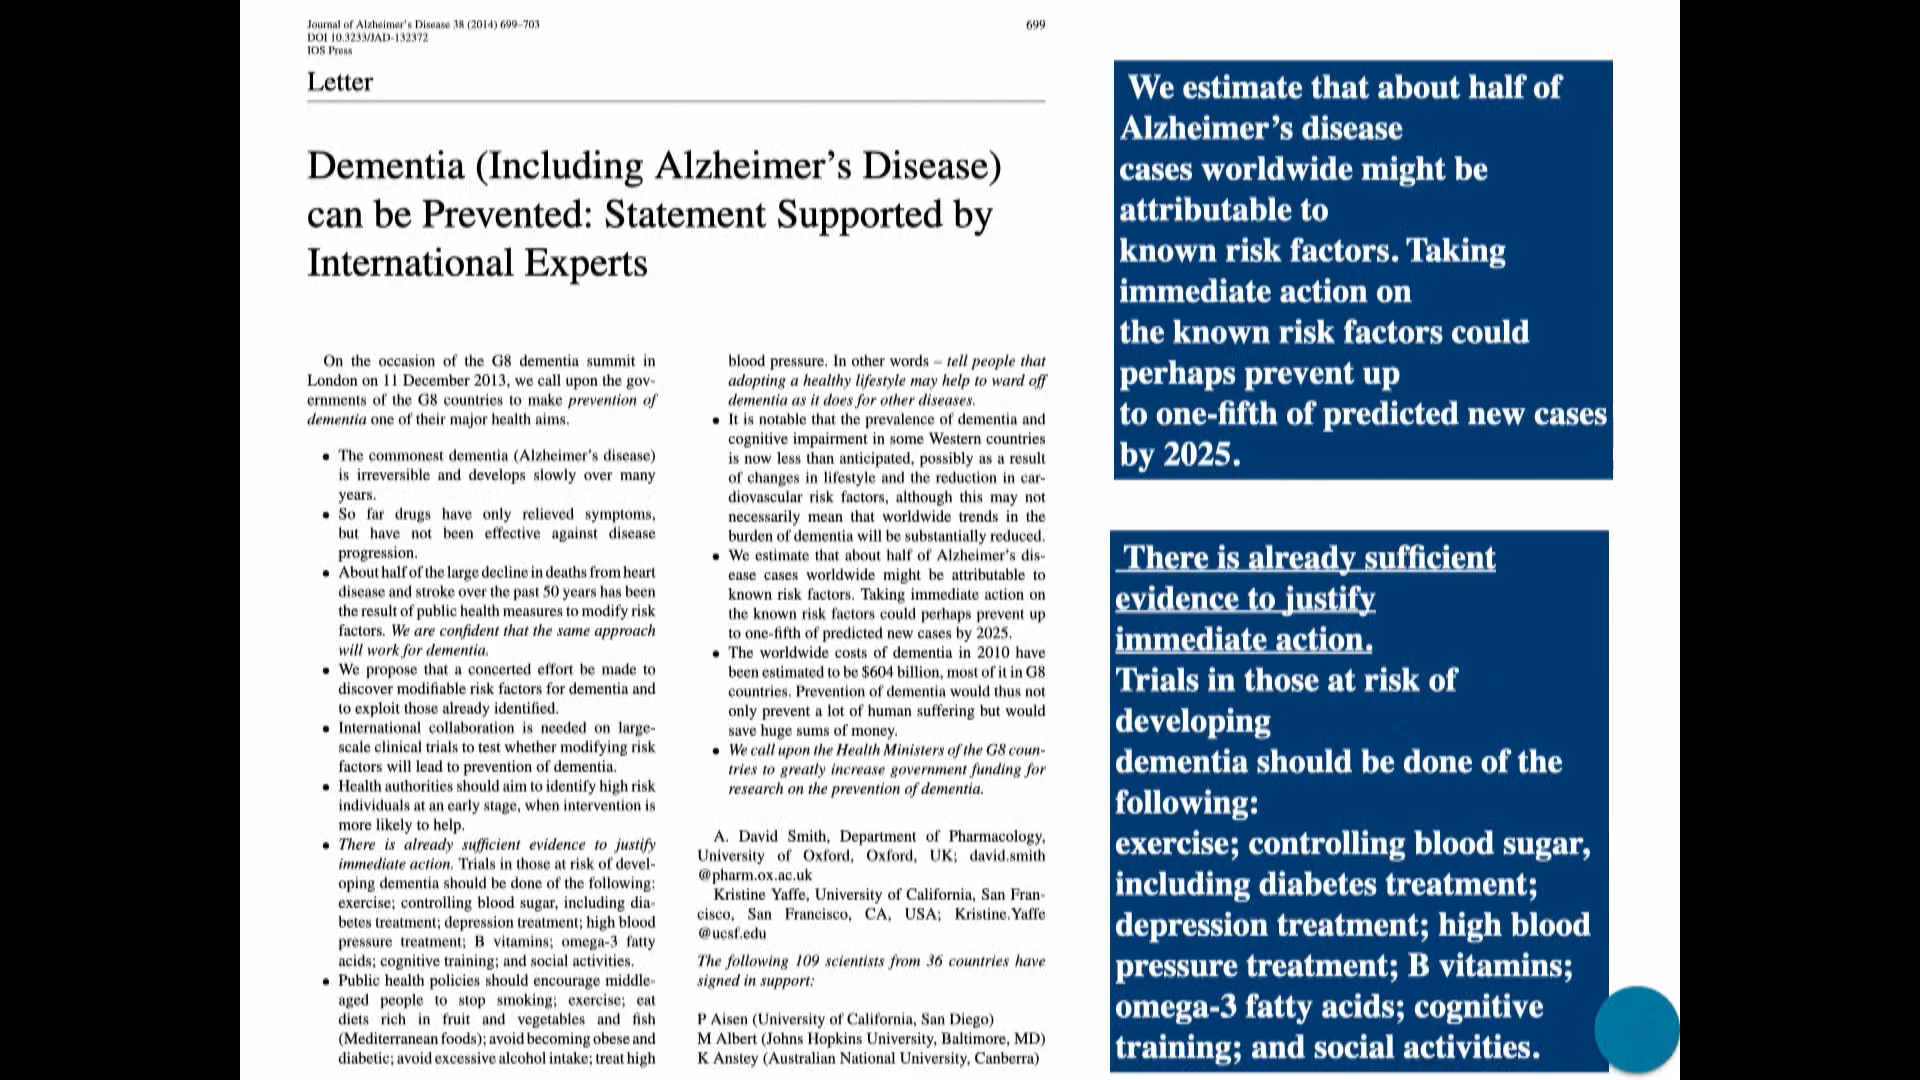 Journal of Alzheimer's Disease 38 (2014) 699–703
DOI 10.3233/JAD-132372
IOS Press
699
Letter
Dementia (Including Alzheimer's Disease)
can be Prevented: Statement Supported by
International Experts
On the occasion of the G8 dementia summit in
London on 11 December 2013, we call upon the gov-
ernments of the G8 countries to make prevention of
dementia one of their major health aims.
• The commonest dementia (Alzheimer's disease)
is irreversible and develops slowly over many
years.
• So far drugs have only relieved symptoms,
but have not been effective against disease
progression.
• About half of the large decline in deaths from heart
disease and stroke over the past 50 years has been
the result of public health measures to modify risk
factors. We are confident that the same approach
will work for dementia.
• We propose that a concerted effort be made to
discover modifiable risk factors for dementia and
to exploit those already identified.
• International collaboration is needed on large-
scale clinical trials to test whether modifying risk
factors will lead to prevention of dementia.
• Health authorities should aim to identify high risk
individuals at an early stage, when intervention is
more likely to help.
• There is already sufficient evidence to justify
immediate action. Trials in those at risk of devel-
oping dementia should be done of the following:
exercise; controlling blood sugar, including dia-
betes treatment; depression treatment; high blood
pressure treatment; B vitamins; omega-3 fatty
acids; cognitive training; and social activities.
• Public health policies should encourage middle-
aged people to stop smoking; exercise; eat
diets rich in fruit and vegetables and fish
(Mediterranean foods); avoid becoming obese and
diabetic; avoid excessive alcohol intake; treat high
blood pressure. In other words – tell people that
adopting a healthy lifestyle may help to ward off
dementia as it does for other diseases.
• It is notable that the prevalence of dementia and
cognitive impairment in some Western countries
is now less than anticipated, possibly as a result
of changes in lifestyle and the reduction in car-
diovascular risk factors, although this may not
necessarily mean that worldwide trends in the
burden of dementia will be substantially reduced.
• We estimate that about half of Alzheimer's dis-
ease cases worldwide might be attributable to
known risk factors. Taking immediate action on
the known risk factors could perhaps prevent up
to one-fifth of predicted new cases by 2025.
• The worldwide costs of dementia in 2010 have
been estimated to be $604 billion, most of it in G8
countries. Prevention of dementia would thus not
only prevent a lot of human suffering but would
save huge sums of money.
• We call upon the Health Ministers of the G8 coun-
tries to greatly increase government funding for
research on the prevention of dementia.
A. David Smith, Department of Pharmacology,
University of Oxford, Oxford, UK; david.smith
@pharm.ox.ac.uk
Kristine Yaffe, University of California, San Fran-
cisco, San Francisco, CA, USA; Kristine.Yaffe
@ucsf.edu
The following 109 scientists from 36 countries have
signed in support:
P Aisen (University of California, San Diego)
M Albert (Johns Hopkins University, Baltimore, MD)
K Anstey (Australian National University, Canberra)
We estimate that about half of
Alzheimer's disease
cases worldwide might be
attributable to
known risk factors. Taking
immediate action on
the known risk factors could
perhaps prevent up
to one-fifth of predicted new cases
by 2025.
There is already sufficient
evidence to justify
immediate action.
Trials in those at risk of
developing
dementia should be done of the
following:
exercise; controlling blood sugar,
including diabetes treatment;
depression treatment; high blood
pressure treatment; B vitamins;
omega-3 fatty acids; cognitive
training; and social activities.